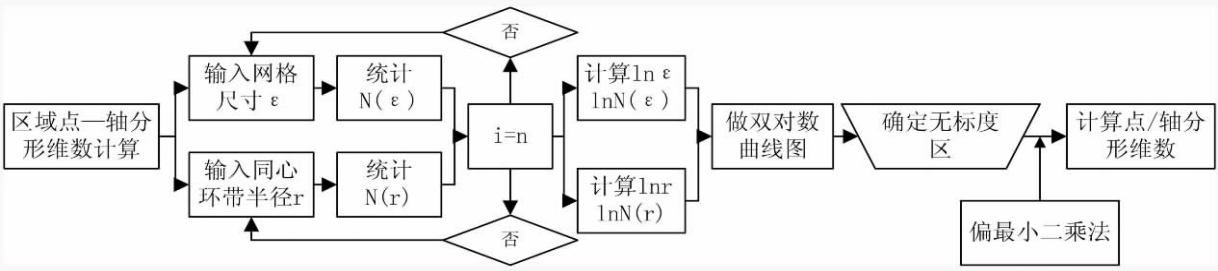 否
输入网格
尺寸ε
统计
N(ε)
计算lnε
lnN(ε)
区域点—轴分
形维数计算
i=n
做双对数
曲线图
确定无标度
区
计算点/轴分
形维数
输入同心
环带半径r
统计
N(r)
计算lnr
lnN(r)
否
偏最小二乘法